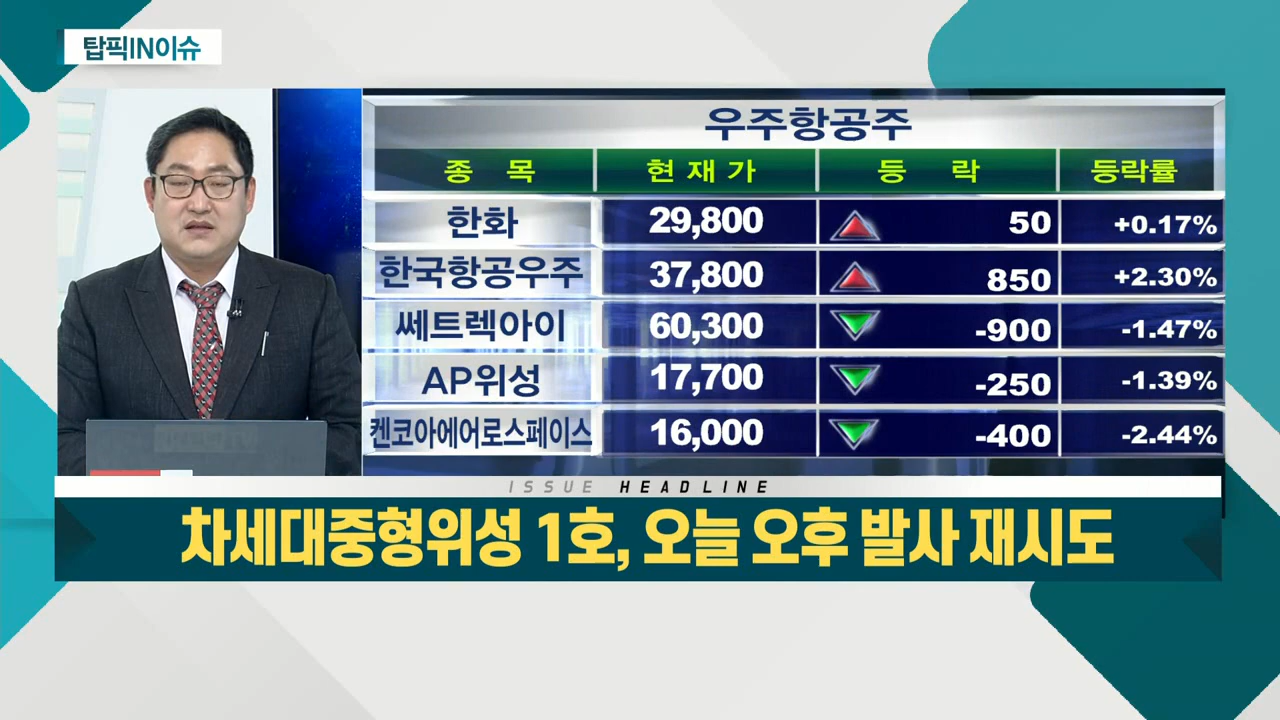 탑픽IN이슈
우주항공주
종 목 현재가 등 락 등락률
한화 29,800 50 +0.17%
한국항공우주 37,800 850 +2.30%
쎄트렉아이 60,300 -900 -1.47%
AP위성 17,700 -250 -1.39%
켄코아에어로스페이스 16,000 -400 -2.44%
ISSUE HEADLINE
차세대중형위성 1호, 오늘 오후 발사 재시도